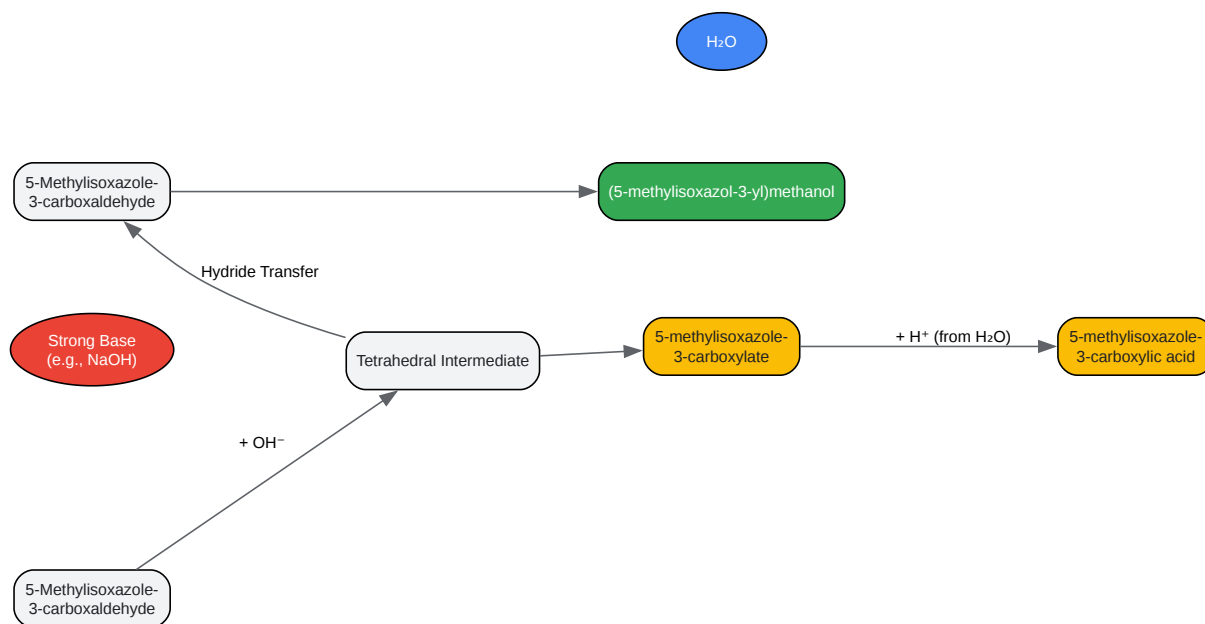 H₂O
5-Methylisoxazole-
3-carboxaldehyde
(5-methylisoxazol-3-yl)methanol
Hydride Transfer
Strong Base
(e.g., NaOH)
Tetrahedral Intermediate
5-methylisoxazole-
3-carboxylate
+ H⁺ (from H₂O)
5-methylisoxazole-
3-carboxylic acid
+ OH⁻
5-Methylisoxazole-
3-carboxaldehyde